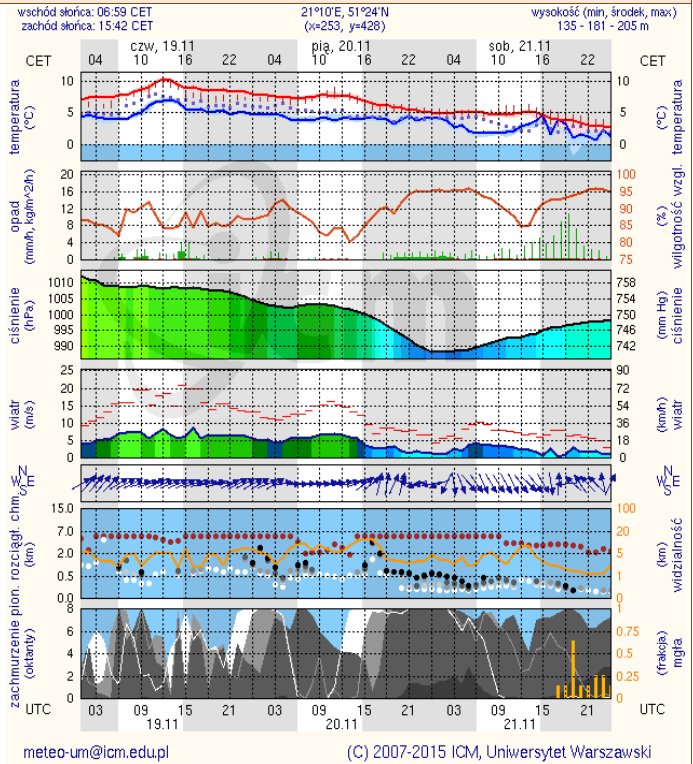 wschód słońca: 06:59 CET 21°10'E, 51°24'N wysokość (min, środek, max)
zachód słońca: 15:42 CET (x=253, y=428) 135 - 181 - 205 m
czw, 19.11 pią, 20.11 sob, 21.11
CET 04 10 16 22 04 10 16 22 04 10 16 22 CET
temperatura (°C) 10 5 0 10 5 0 (°C) temperatura
opad (mm/h, kg/m^2/h) 20 16 12 8 4 0 100 95 90 85 80 75 (%) wilgotność wzgl.
ciśnienie (hPa) 1010 1005 1000 995 990 758 754 750 746 742 (mm Hg) ciśnienie
wiatr (m/s) 25 20 15 10 5 0 90 72 54 36 18 0 (km/h) wiatr
N W E S N W E S
pion. rozciągł. chm. (km) 15.0 7.0 2.0 0.5 0.0 100 20 5 1 0 (km) widzialność
zachmurzenie (oktanty) 8 6 4 2 0 1 0.75 0.5 0.25 0 (frakcja) mgła
UTC 03 09 15 21 03 09 15 21 03 09 15 21 UTC
19.11 20.11 21.11
meteo-um@icm.edu.pl (C) 2007-2015 ICM, Uniwersytet Warszawski